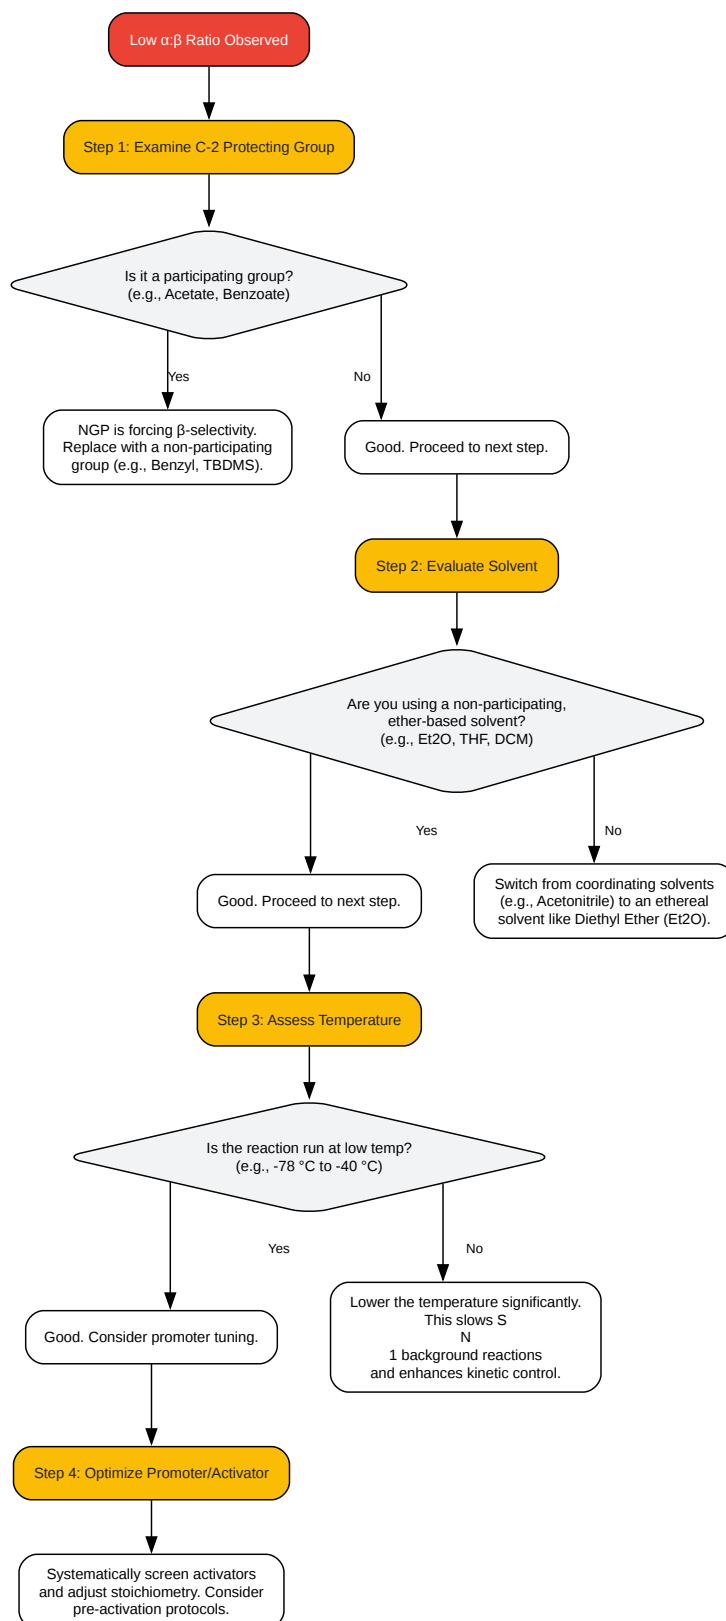 Low α:β Ratio Observed
Step 1: Examine C-2 Protecting Group
Is it a participating group?
(e.g., Acetate, Benzoate)
Yes
No
NGP is forcing β-selectivity.
Replace with a non-participating
group (e.g., Benzyl, TBDMS).
Good. Proceed to next step.
Step 2: Evaluate Solvent
Are you using a non-participating,
ether-based solvent?
(e.g., Et2O, THF, DCM)
Yes
No
Good. Proceed to next step.
Switch from coordinating solvents
(e.g., Acetonitrile) to an ethereal
solvent like Diethyl Ether (Et2O).
Step 3: Assess Temperature
Is the reaction run at low temp?
(e.g., -78 °C to -40 °C)
Yes
No
Good. Consider promoter tuning.
Lower the temperature significantly.
This slows S
N
1 background reactions
and enhances kinetic control.
Step 4: Optimize Promoter/Activator
Systematically screen activators
and adjust stoichiometry. Consider
pre-activation protocols.